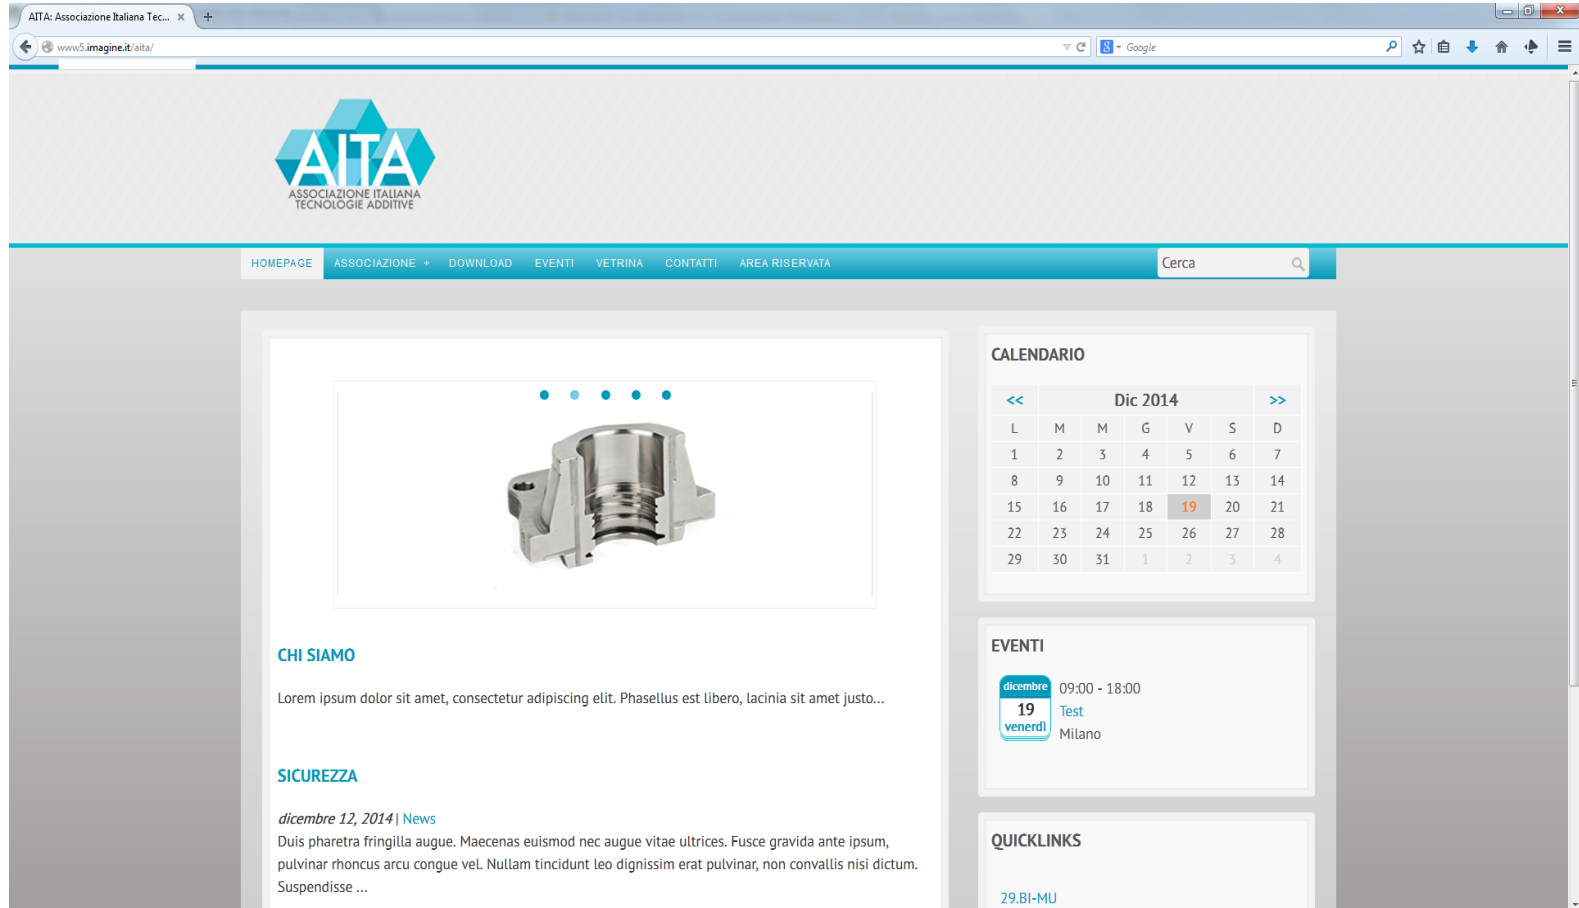 AITA: Associazione Italiana Tec...
www5.imagine.it/aita/
Google
AITA
ASSOCIAZIONE ITALIANA
TECNOLOGIE ADDITIVE
HOMEPAGE ASSOCIAZIONE + DOWNLOAD EVENTI VETRINA CONTATTI AREA RISERVATA Cerca
CHI SIAMO
Lorem ipsum dolor sit amet, consectetur adipiscing elit. Phasellus est libero, lacinia sit amet justo...
SICUREZZA
dicembre 12, 2014 | News
Duis pharetra fringilla augue. Maecenas euismod nec augue vitae ultrices. Fusce gravida ante ipsum,
pulvinar rhoncus arcu congue vel. Nullam tincidunt leo dignissim erat pulvinar, non convallis nisi dictum.
Suspendisse ...
CALENDARIO
<< Dic 2014 >>
L M M G V S D
1 2 3 4 5 6 7
8 9 10 11 12 13 14
15 16 17 18 19 20 21
22 23 24 25 26 27 28
29 30 31 1 2 3 4
EVENTI
dicembre
19
venerdì
09:00 - 18:00
Test
Milano
QUICKLINKS
29.BI-MU